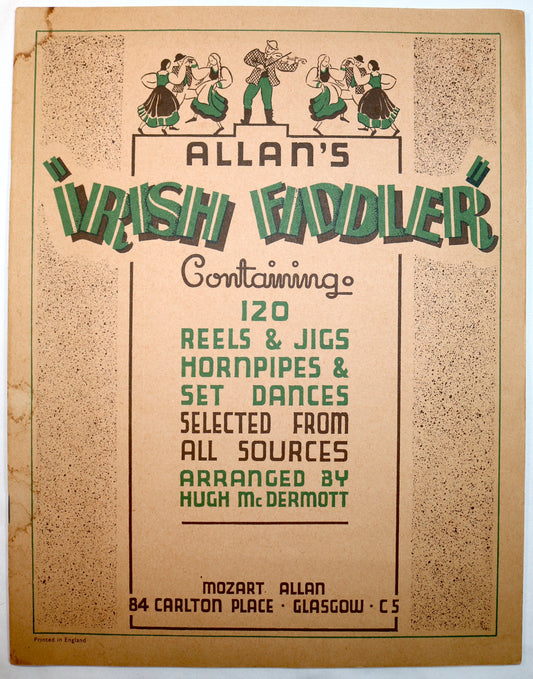 ALLAN'S
"IRISH FIDDLER"
Containing
120
REELS & JIGS
HORNPIPES &
SET DANCES
SELECTED FROM
ALL SOURCES
ARRANGED BY
HUGH McDERMOTT
MOZART ALLAN
84 CARLTON PLACE · GLASGOW · C 5
Printed in England